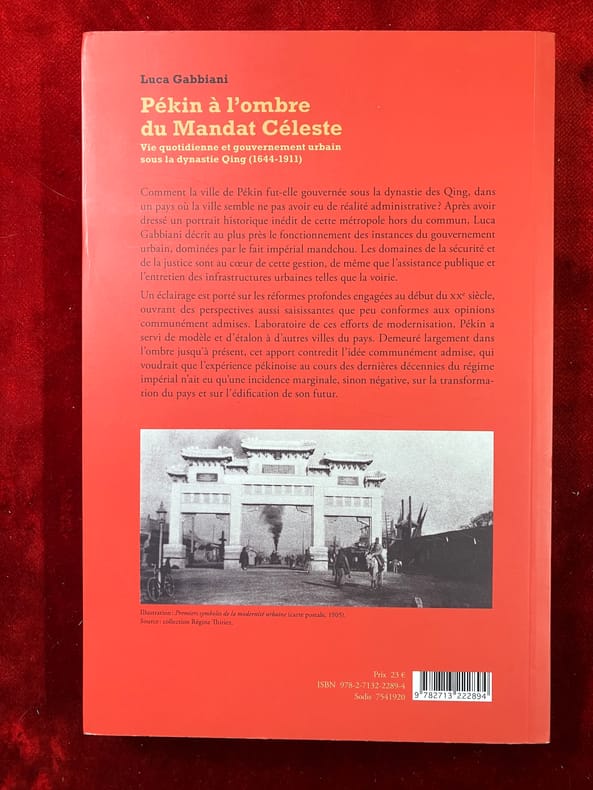 Luca Gabbiani
Pékin à l'ombre
du Mandat Céleste
Vie quotidienne et gouvernement urbain
sous la dynastie Qing (1644-1911)
Comment la ville de Pékin fut-elle gouvernée sous la dynastie des Qing, dans
un pays où la ville semble ne pas avoir eu de réalité administrative ? Après avoir
dressé un portrait historique inédit de cette métropole hors du commun, Luca
Gabbiani décrit au plus près le fonctionnement des instances du gouvernement
urbain, dominées par le fait impérial mandchou. Les domaines de la sécurité et
de la justice sont au cœur de cette gestion, de même que l'assistance publique et
l'entretien des infrastructures urbaines telles que la voirie.
Un éclairage est porté sur les réformes profondes engagées au début du XXe siècle,
ouvrant des perspectives aussi saisissantes que peu conformes aux opinions
communément admises. Laboratoire de ces efforts de modernisation, Pékin a
servi de modèle et d'étalon à d'autres villes du pays. Demeuré largement dans
l'ombre jusqu'à présent, cet apport contredit l'idée communément admise, qui
voudrait que l'expérience pékinoise au cours des dernières décennies du régime
impérial n'ait eu qu'une incidence marginale, sinon négative, sur la transforma-
tion du pays et sur l'édification de son futur.
Illustration : Premiers symboles de la modernité urbaine (carte postale, 1905).
Source : collection Régine Thiriez.
Prix 23 €
ISBN 978-2-7132-2289-4
Sodis 7541920
9 782713 222894